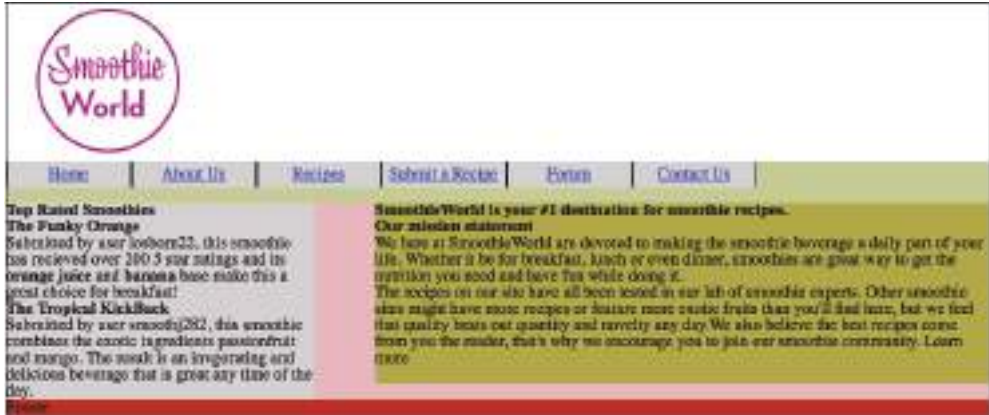 Smoothie
World
Home
About Us
Recipes
Submit a Recipe
Forum
Contact Us
Top Rated Smoothies
The Funky Orange
Submitted by user, this smoothie
has recieved over 200 5 star ratings and its
orange juice and banana base make this a
great choice for breakfast!
The Tropical KickBack
Submitted by user smoothj282, this smoothie
combines the exotic ingredients passionfruit
and mango. The result is an invigorating and
delicious beverage that is great any time of the
day.
SmoothieWorld is your #1 destination for smoothie recipes.
Our mission statement
We here at SmoothieWorld are devoted to making the smoothie beverage a daily part of your
life. Whether it be for breakfast, lunch or even dinner, smoothies are great way to get the
nutrition you need and have fun while doing it.
The recipes on our site have all been tested in our lab of smoothie experts. Other smoothie
sites might have more recipes or feature more exotic fruits than you'll find here, but we feel
that quality beats out quantity and novelty any day.We also believe the best recipes come
from you the reader, that's why we encourage you to join our smoothie community. Learn
more
Footer